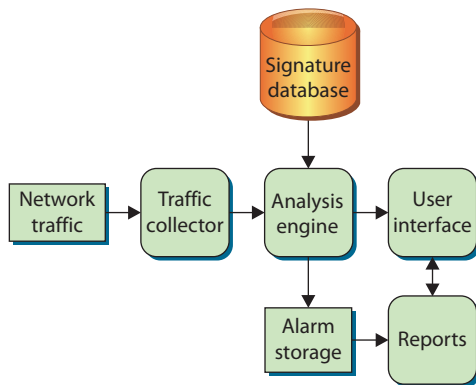 Signature
database
Network
traffic
Traffic
collector
Analysis
engine
User
interface
Alarm
storage
Reports